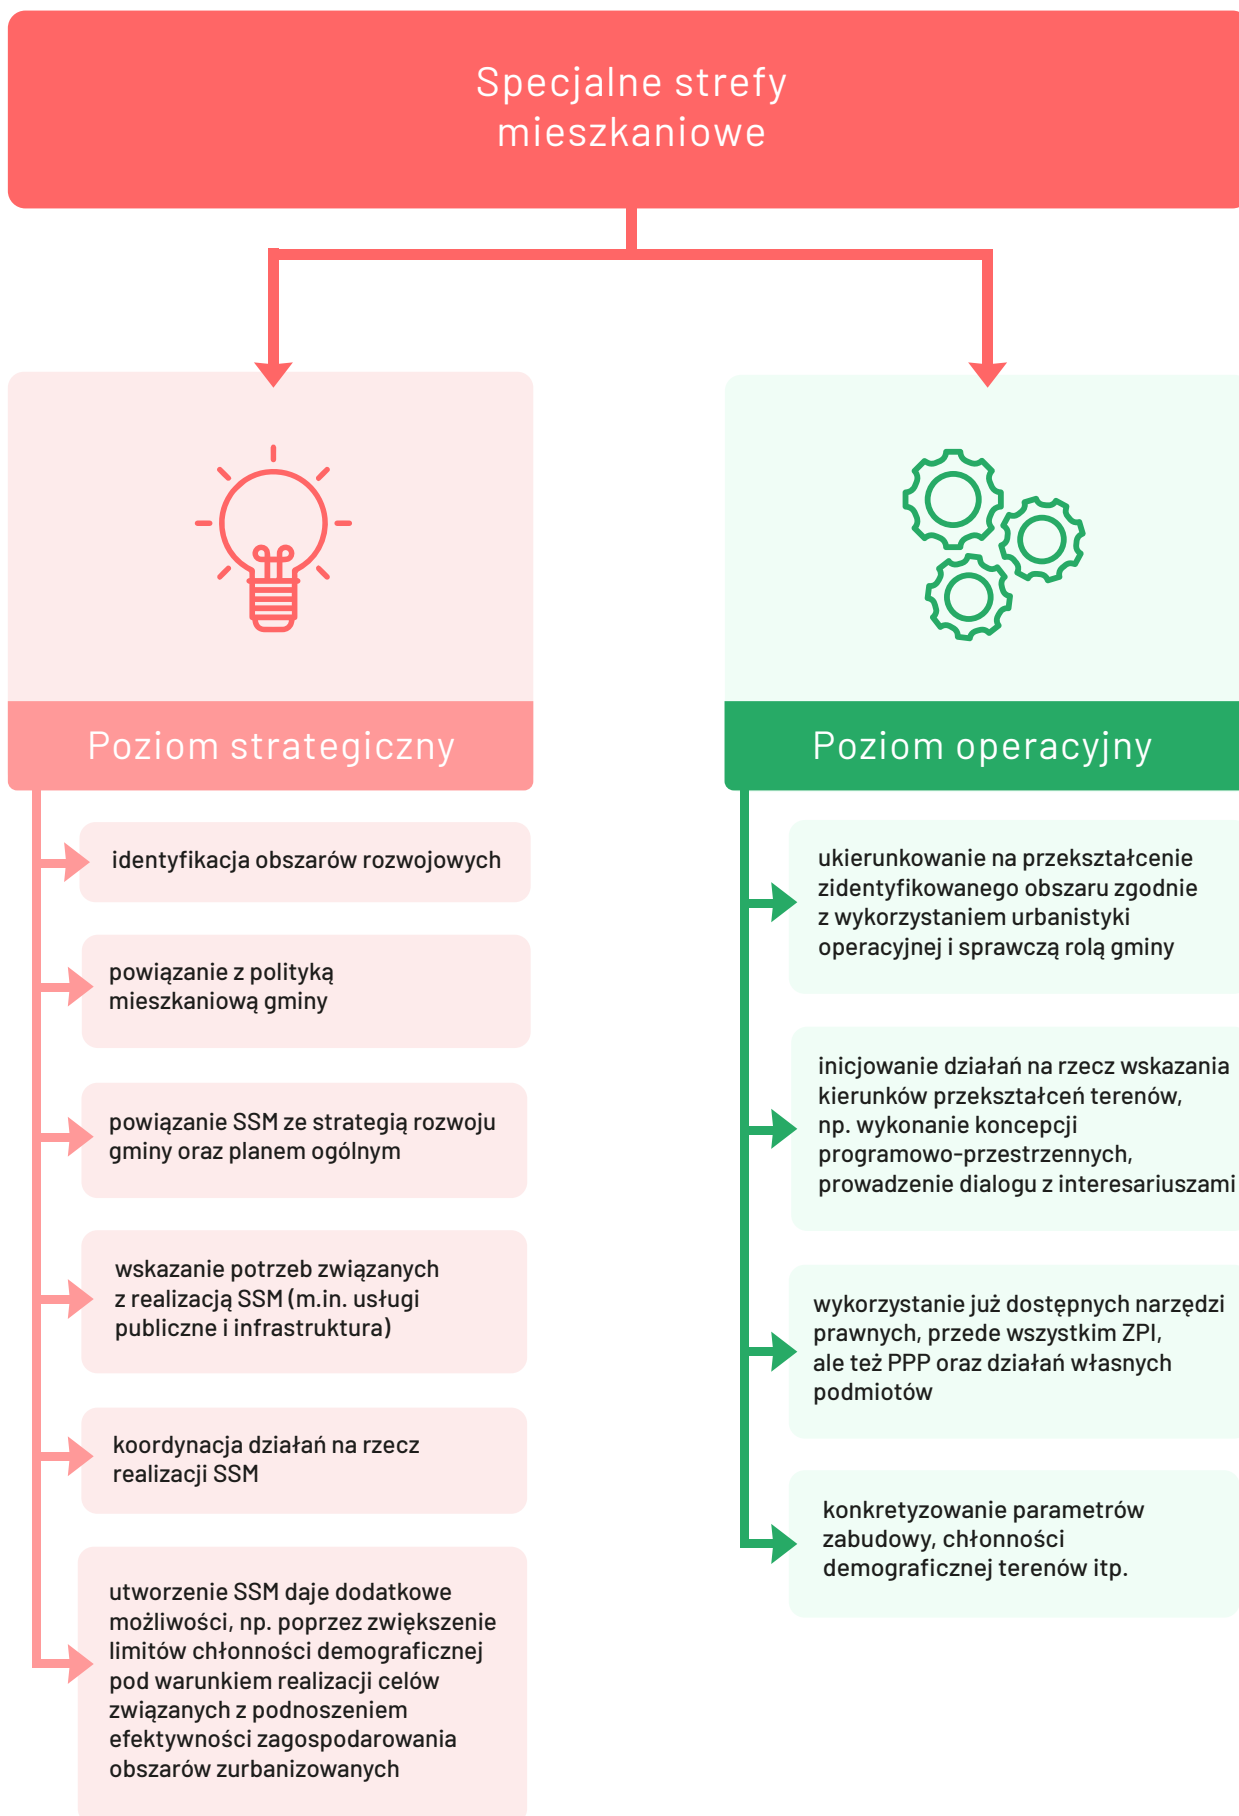 Specjalne strefy
mieszkaniowe
Poziom strategiczny
identyfikacja obszarów rozwojowych
powiązanie z polityką
mieszkaniową gminy
powiązanie SSM ze strategią rozwoju
gminy oraz planem ogólnym
wskazanie potrzeb związanych
z realizacją SSM (m.in. usługi
publiczne i infrastruktura)
koordynacja działań na rzecz
realizacji SSM
utworzenie SSM daje dodatkowe
możliwości, np. poprzez zwiększenie
limitów chłonności demograficznej
pod warunkiem realizacji celów
związanych z podnoszeniem
efektywności zagospodarowania
obszarów zurbanizowanych
Poziom operacyjny
ukierunkowanie na przekształcenie
zidentyfikowanego obszaru zgodnie
z wykorzystaniem urbanistyki
operacyjnej i sprawczą rolą gminy
inicjowanie działań na rzecz wskazania
kierunków przekształceń terenów,
np. wykonanie koncepcji
programowo-przestrzennych,
prowadzenie dialogu z interesariuszami
wykorzystanie już dostępnych narzędzi
prawnych, przede wszystkim ZPI,
ale też PPP oraz działań własnych
podmiotów
konkretyzowanie parametrów
zabudowy, chłonności
demograficznej terenów itp.